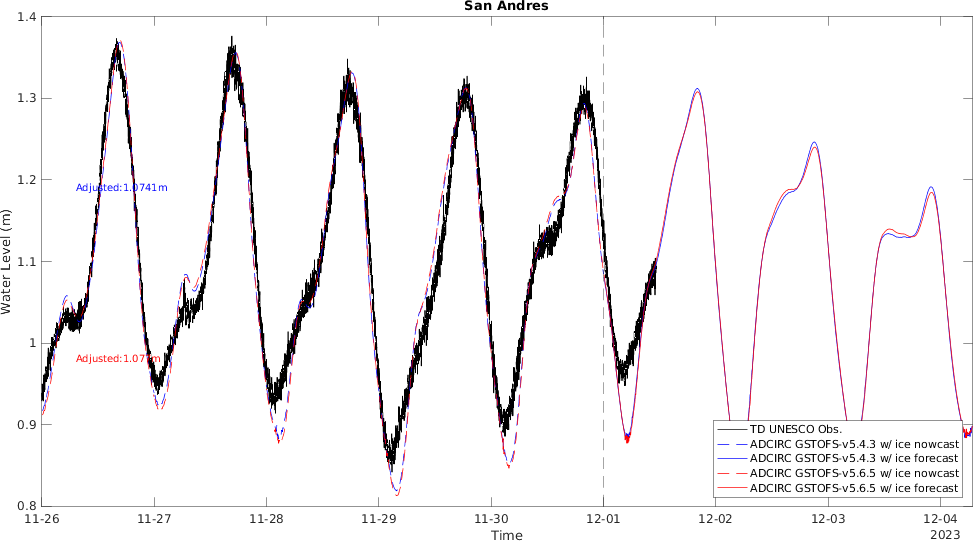 San Andres
1.4
1.3
1.2
1.1
1
0.9
0.8
Water Level (m)
Adjusted:1.0741m
TD UNESCO Obs.
ADCIRC GSTOFS-v5.4.3 w/ ice nowcast
ADCIRC GSTOFS-v5.4.3 w/ ice forecast
ADCIRC GSTOFS-v5.6.5 w/ ice nowcast
ADCIRC GSTOFS-v5.6.5 w/ ice forecast
11-26 11-27 11-28 11-29 11-30 12-01 12-02 12-03 12-04
Time
2023